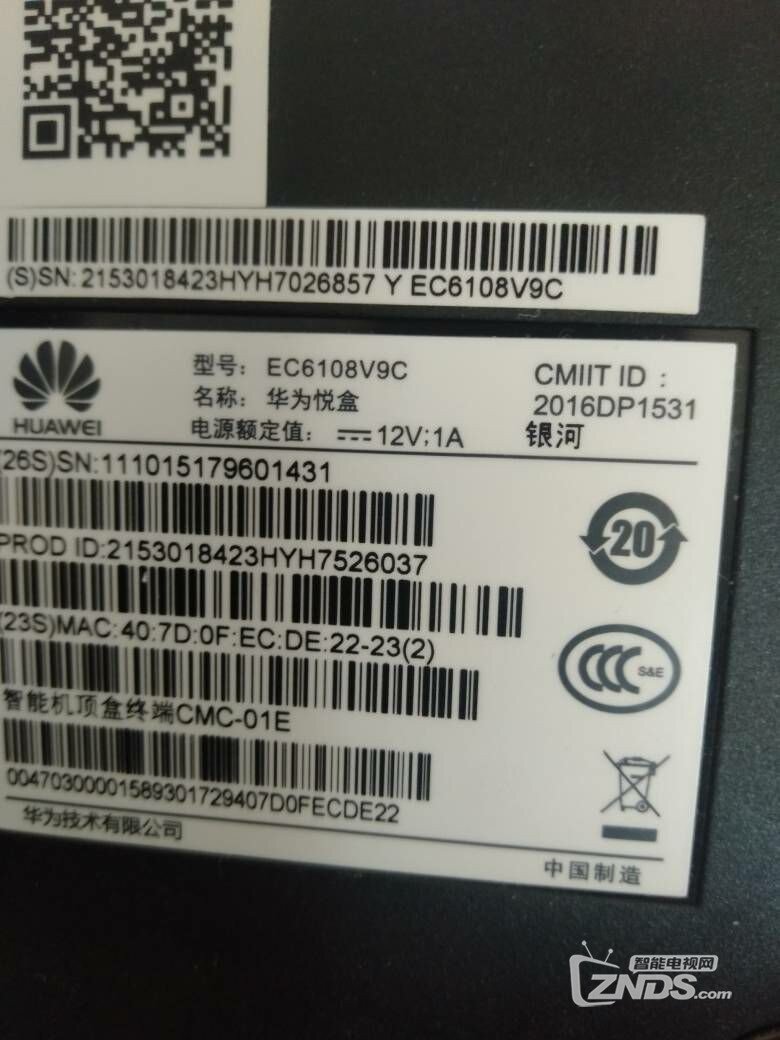 (S)SN: 2153018423HYH7026857 Y EC6108V9C
HUAWEI
型号: EC6108V9C
名称: 华为悦盒
电源额定值: 12V;1A
CMIIT ID :
2016DP1531
银河
(26S)SN:111015179601431
20
PROD ID:2153018423HYH7526037
(23S)MAC:40:7D:0F:EC:DE:22-23(2)
CCC S&E
智能机顶盒终端CMC-01E
00470300001589301729407D0FECDE22
华为技术有限公司
中国制造
智能电视网
ZNDS.com